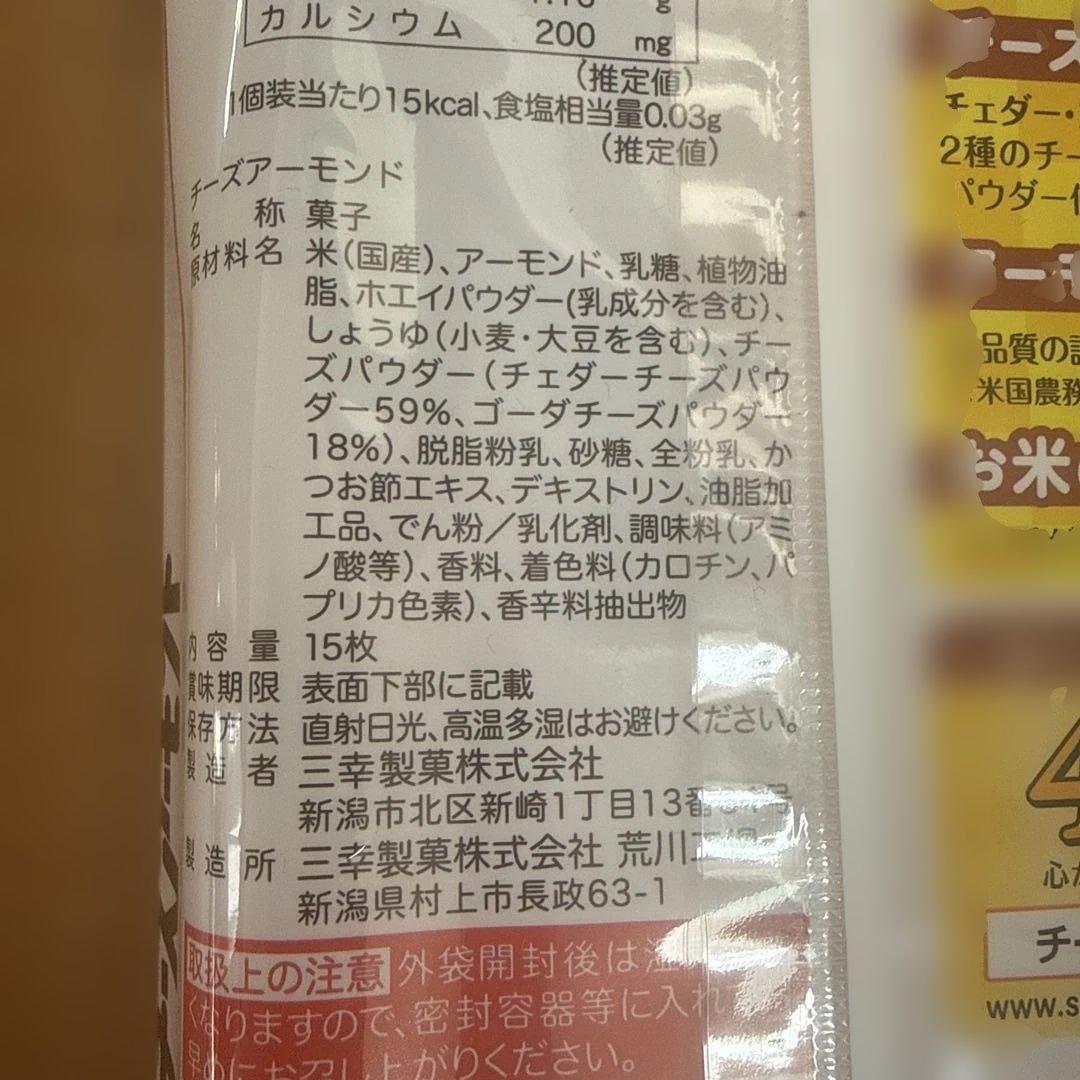 カルシウム 200 mg
(推定値)
1個装当たり15kcal、食塩相当量0.03g
(推定値)
チーズアーモンド
名称 菓子
原材料名 米(国産)、アーモンド、乳糖、植物油
脂、ホエイパウダー(乳成分を含む)、
しょうゆ(小麦・大豆を含む)、チー
ズパウダー(チェダーチーズパウ
ダー59%、ゴーダチーズパウダー
18%)、脱脂粉乳、砂糖、全粉乳、か
つお節エキス、デキストリン、油脂加
工品、でん粉／乳化剤、調味料(アミ
ノ酸等)、香料、着色料(カロチン、パ
プリカ色素)、香辛料抽出物
内容量 15枚
賞味期限 表面下部に記載
保存方法 直射日光、高温多湿はお避けください。
製造者 三幸製菓株式会社
新潟市北区新崎1丁目13番
製造所 三幸製菓株式会社 荒川
新潟県村上市長政63-1
取扱上の注意 外袋開封後は
くなりますので、密封容器等に入れ
早めにお召し上がりください。
チェダー・
2種のチー
パウダー
品質の
米国農務
お米
チー
www.s